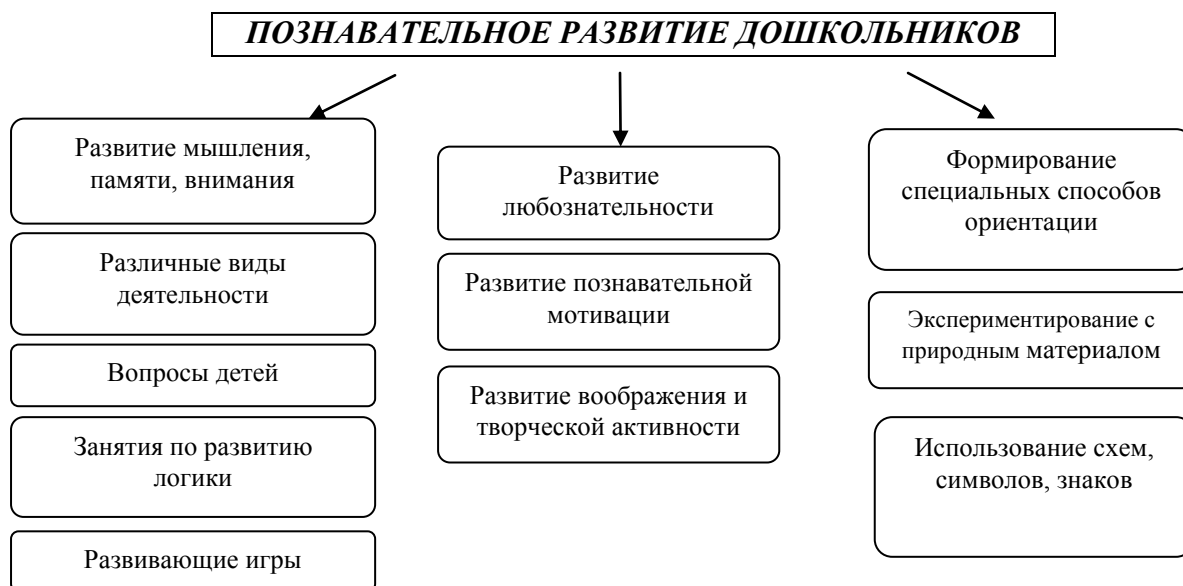 ПОЗНАВАТЕЛЬНОЕ РАЗВИТИЕ ДОШКОЛЬНИКОВ
Развитие мышления,
памяти, внимания
Различные виды
деятельности
Вопросы детей
Занятия по развитию
логики
Развивающие игры
Развитие
любознательности
Развитие познавательной
мотивации
Развитие воображения и
творческой активности
Формирование
специальных способов
ориентации
Экспериментирование с
природным материалом
Использование схем,
символов, знаков